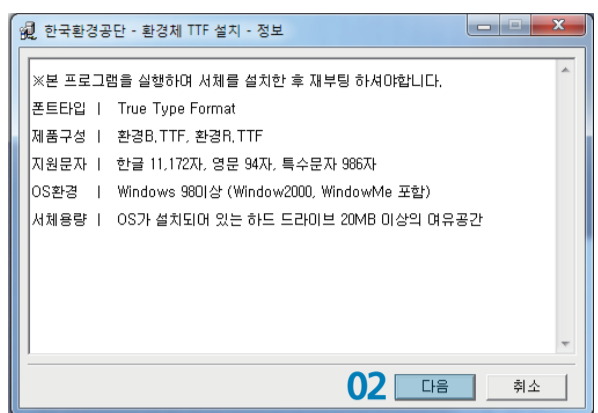 한국환경공단 - 환경체 TTF 설치 - 정보
※본 프로그램을 실행하여 서체를 설치한 후 재부팅 하셔야합니다.
폰트타입 | True Type Format
제품구성 | 환경B.TTF, 환경R.TTF
지원문자 | 한글 11,172자, 영문 94자, 특수문자 986자
OS환경 | Windows 98이상 (Window2000, WindowMe 포함)
서체용량 | OS가 설치되어 있는 하드 드라이브 20MB 이상의 여유공간
02 다음 취소